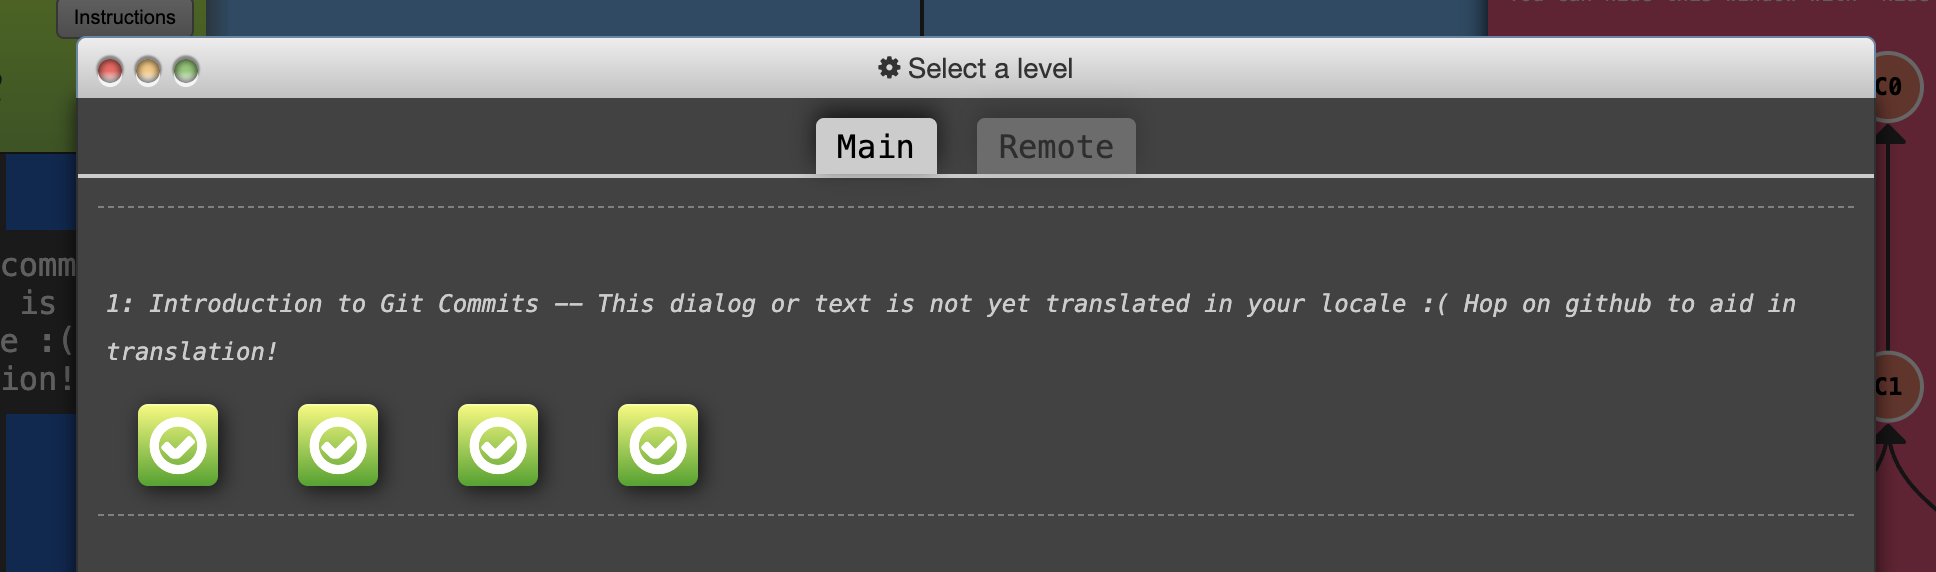 Instructions
Select a level
C0
Main
Remote
comm
is
e :(
ion!
1: Introduction to Git Commits -- This dialog or text is not yet translated in your locale :( Hop on github to aid in
translation!
C1